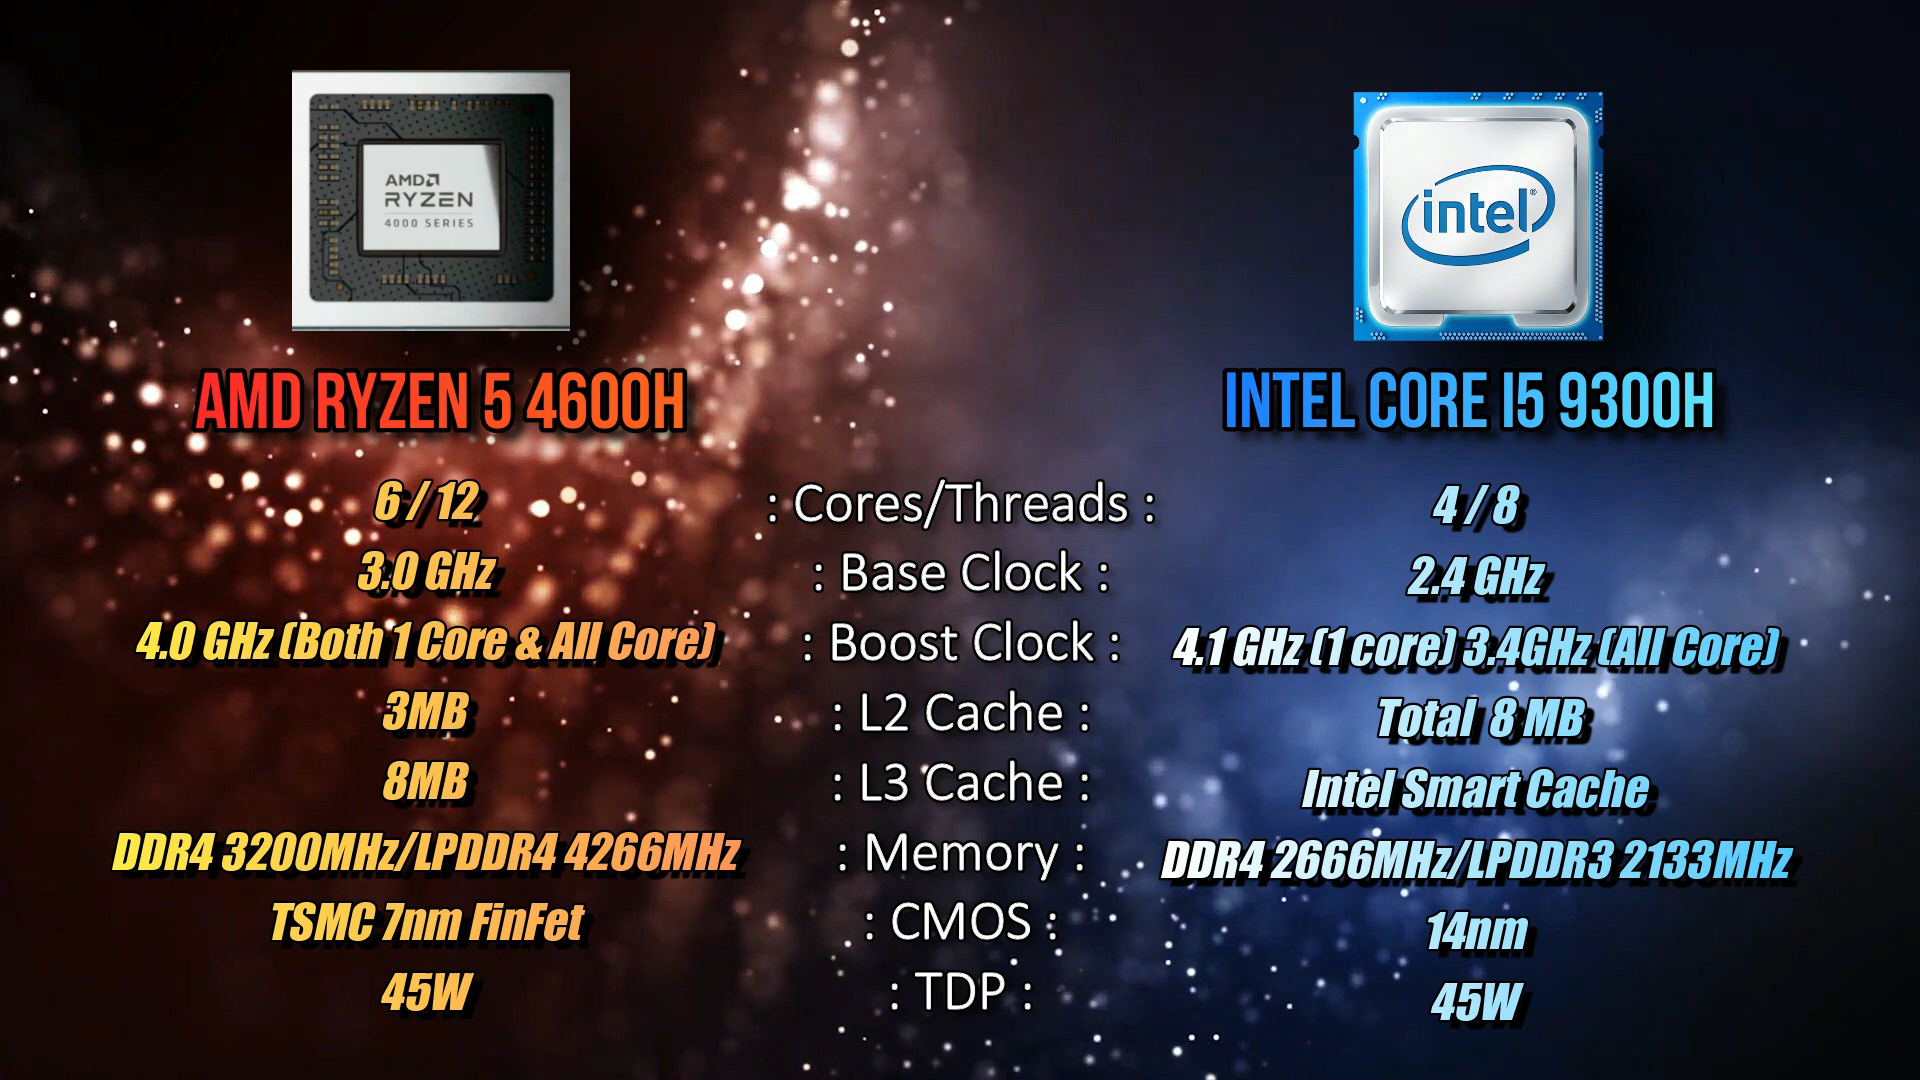 AMD
RYZEN
4000 SERIES
intel®
AMD RYZEN 5 4600H
INTEL CORE I5 9300H
6 / 12 : Cores/Threads : 4 / 8
3.0 GHz : Base Clock : 2.4 GHz
4.0 GHz (Both 1 Core & All Core) : Boost Clock : 4.1 GHz (1 core) 3.4GHz (All Core)
3MB : L2 Cache : Total 8 MB
8MB : L3 Cache : Intel Smart Cache
DDR4 3200MHz/LPDDR4 4266MHz : Memory : DDR4 2666MHz/LPDDR3 2133MHz
TSMC 7nm FinFet : CMOS : 14nm
45W : TDP : 45W